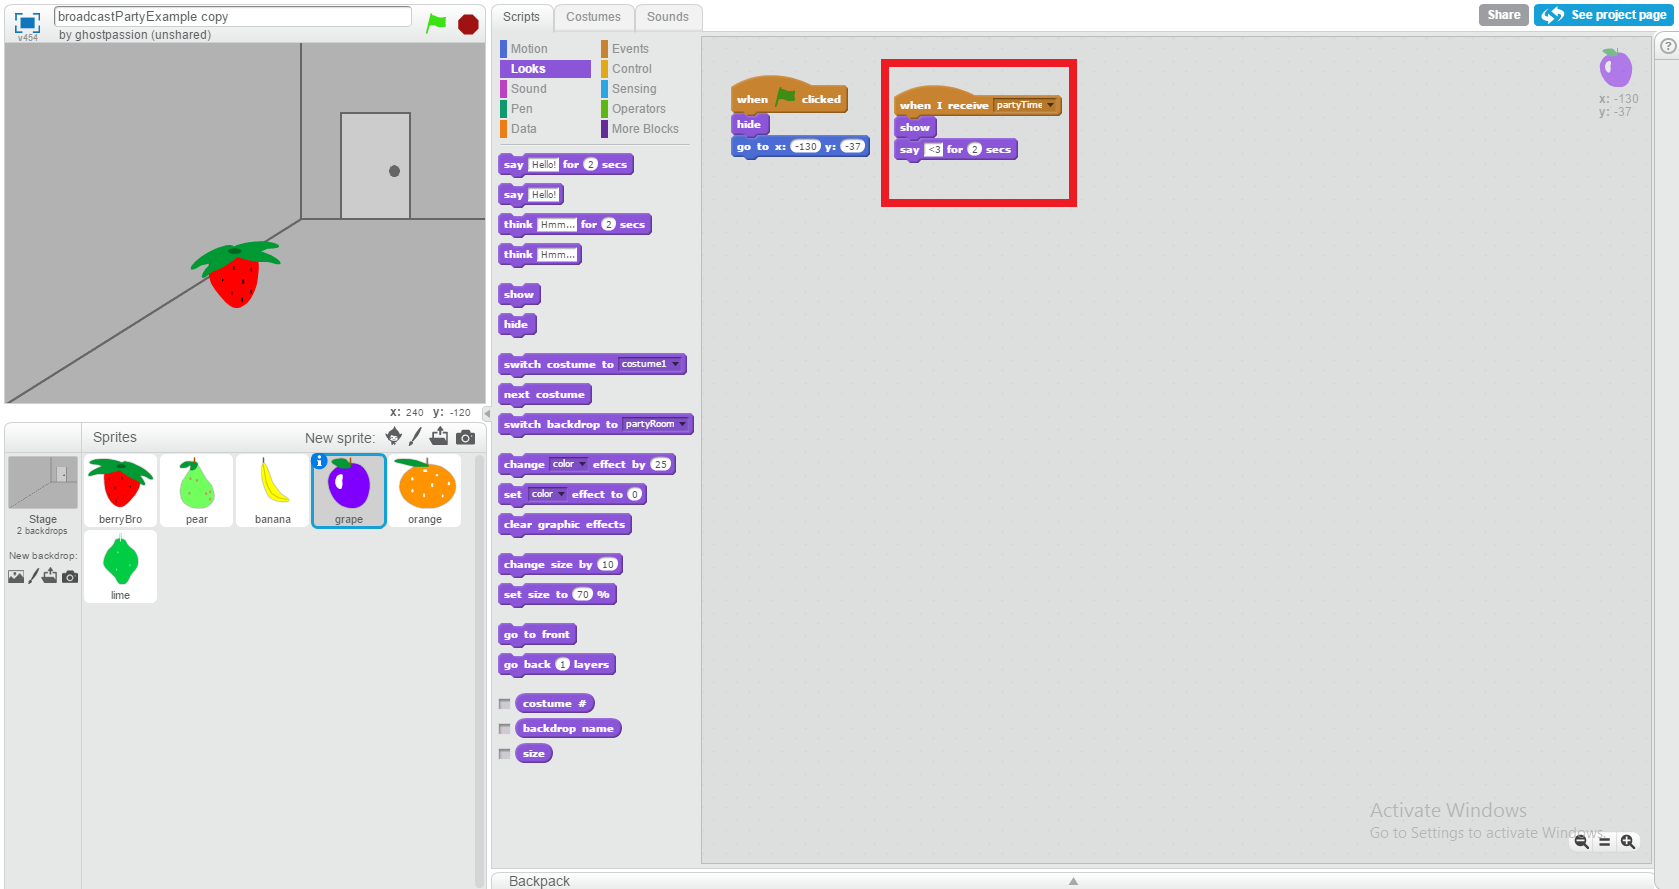 broadcastPartyExample copy
by ghostpassion (unshared)
v454
Scripts
Costumes
Sounds
Share
See project page
Motion
Events
Looks
Control
Sound
Sensing
Pen
Operators
Data
More Blocks
say Hello! for 2 secs
say Hello!
think Hmm... for 2 secs
think Hmm...
show
hide
switch costume to costume1
next costume
switch backdrop to partyRoom
change color effect by 25
set color effect to 0
clear graphic effects
change size by 10
set size to 70 %
go to front
go back 1 layers
costume #
backdrop name
size
when clicked
hide
go to x: -130 y: -37
when I receive partyTime
show
say <3 for 2 secs
x: -130
y: -37
x: 240 y: -120
Sprites
New sprite:
Stage
2 backdrops
New backdrop:
berryBro
pear
banana
grape
orange
lime
Activate Windows
Go to Settings to activate Windows.
Backpack